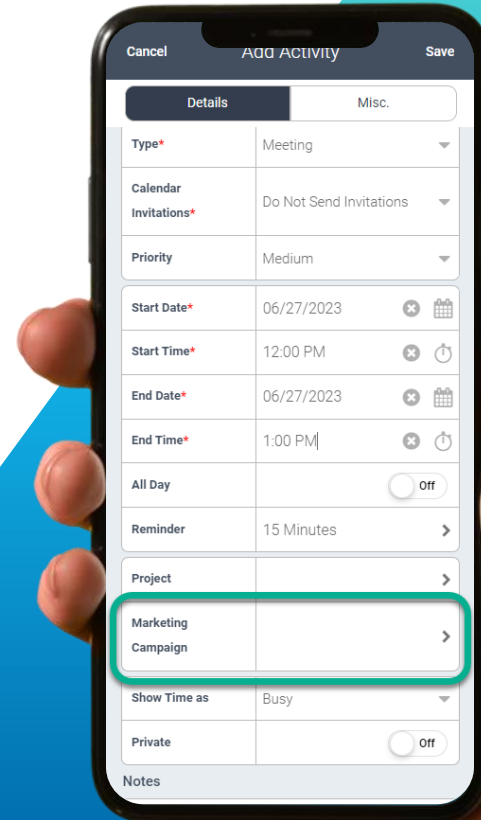 Cancel Add Activity Save
Details Misc.
Type* Meeting
Calendar
Invitations* Do Not Send Invitations
Priority Medium
Start Date* 06/27/2023
Start Time* 12:00 PM
End Date* 06/27/2023
End Time* 1:00 PM
All Day Off
Reminder 15 Minutes
Project
Marketing
Campaign
Show Time as Busy
Private Off
Notes